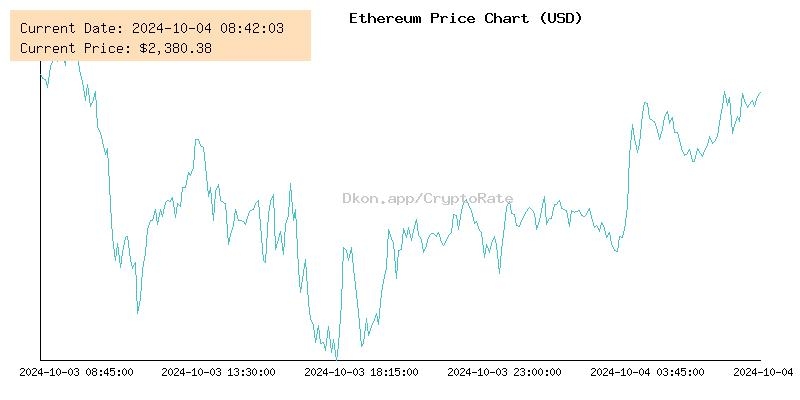 Ethereum Price Chart (USD)
Current Date: 2024-10-04 08:42:03
Current Price: $2,380.38
Dkon.app/CryptoRate
2024-10-03 08:45:00 2024-10-03 13:30:00 2024-10-03 18:15:00 2024-10-03 23:00:00 2024-10-04 03:45:00 2024-10-04